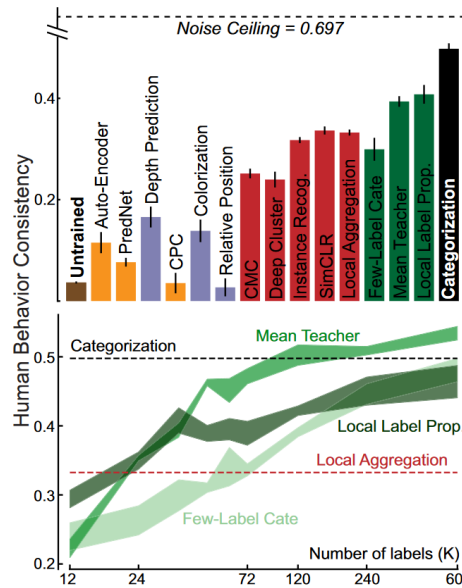 Noise Ceiling = 0.697
Human Behavior Consistency
0.4
0.2
Untrained
Auto-Encoder
PredNet
Depth Prediction
CPC
Colorization
Relative Position
CMC
Deep Cluster
Instance Recog.
SimCLR
Local Aggregation
Few-Label Cate
Mean Teacher
Local Label Prop.
Categorization
Mean Teacher
Categorization
0.5
0.4
Local Label Prop
Local Aggregation
0.3
Few-Label Cate
Number of labels (K)
0.2
12 24 72 120 240 60